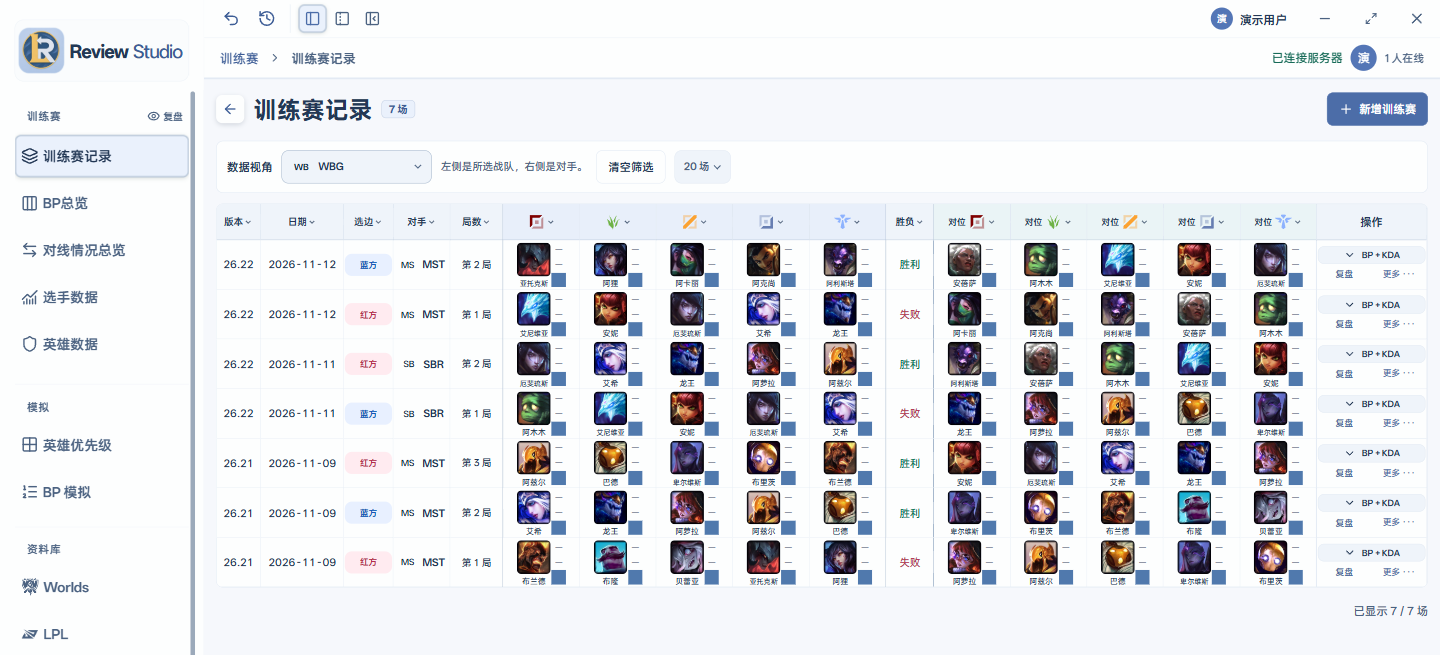 演 演示用户
Review Studio
训练赛 > 训练赛记录
已连接服务器 演 1 人在线
训练赛 复盘
训练赛记录
BP总览
对线情况总览
选手数据
英雄数据
模拟
英雄优先级
BP 模拟
资料库
Worlds
LPL
训练赛记录 7 场
+ 新增训练赛
数据视角 WB WBG 左侧是所选战队，右侧是对手。 清空筛选 20 场
版本 日期 选边 对手 局数 胜负 对位 对位 对位 对位 对位 操作
26.22 2026-11-12 蓝方 MS MST 第 2 局 — — — — — 胜利 — — — — — BP + KDA
亚托克斯 阿狸 阿卡丽 阿克尚 阿利斯塔 安蓓萨 阿木木 艾尼维亚 安妮 厄斐琉斯 复盘 更多 ···
26.22 2026-11-12 红方 MS MST 第 1 局 — — — — — 失败 — — — — — BP + KDA
艾尼维亚 安妮 厄斐琉斯 艾希 龙王 阿卡丽 阿克尚 阿利斯塔 安蓓萨 阿木木 复盘 更多 ···
26.22 2026-11-11 红方 SB SBR 第 2 局 — — — — — 胜利 — — — — — BP + KDA
厄斐琉斯 艾希 龙王 阿萝拉 阿兹尔 阿利斯塔 安蓓萨 阿木木 艾尼维亚 安妮 复盘 更多 ···
26.22 2026-11-11 蓝方 SB SBR 第 1 局 — — — — — 失败 — — — — — BP + KDA
阿木木 艾尼维亚 安妮 厄斐琉斯 艾希 龙王 阿萝拉 阿兹尔 巴德 卑尔维斯 复盘 更多 ···
26.21 2026-11-09 红方 MS MST 第 3 局 — — — — — 胜利 — — — — — BP + KDA
阿兹尔 巴德 卑尔维斯 布里茨 布兰德 安妮 厄斐琉斯 艾希 龙王 阿萝拉 复盘 更多 ···
26.21 2026-11-09 蓝方 MS MST 第 2 局 — — — — — 胜利 — — — — — BP + KDA
艾希 龙王 阿萝拉 阿兹尔 巴德 卑尔维斯 布里茨 布兰德 布隆 贝蕾亚 复盘 更多 ···
26.21 2026-11-09 红方 MS MST 第 1 局 — — — — — 失败 — — — — — BP + KDA
布兰德 布隆 贝蕾亚 亚托克斯 阿狸 阿萝拉 阿兹尔 巴德 卑尔维斯 布里茨 复盘 更多 ···
已显示 7 / 7 场